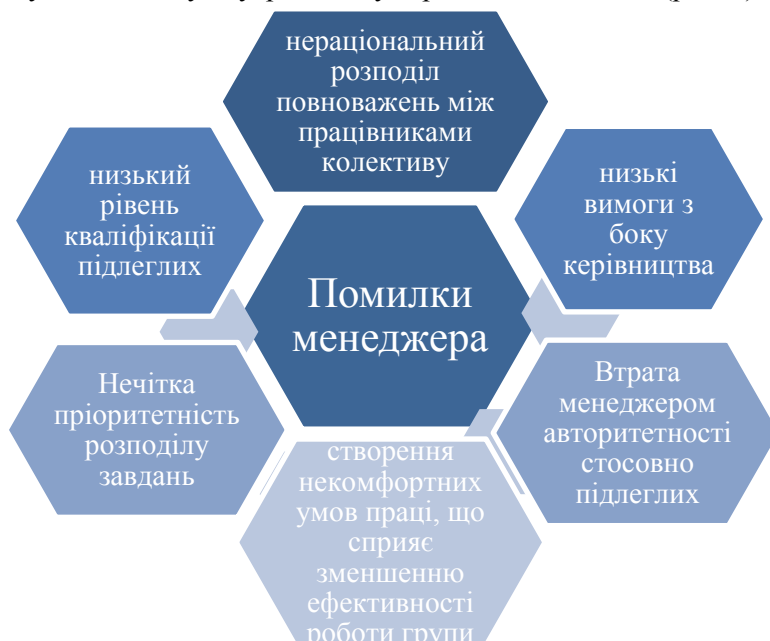 нераціональний
розподіл
повноважень між
працівниками
колективу
низькі
вимоги з
боку
керівництва
Втрата
менеджером
авторитетності
стосовно
підлеглих
створення
некомфортних
умов праці, що
сприяє
зменшенню
ефективності
роботи групи
Нечітка
пріоритетність
розподілу
завдань
низький
рівень
кваліфікації
підлеглих
Помилки
менеджера